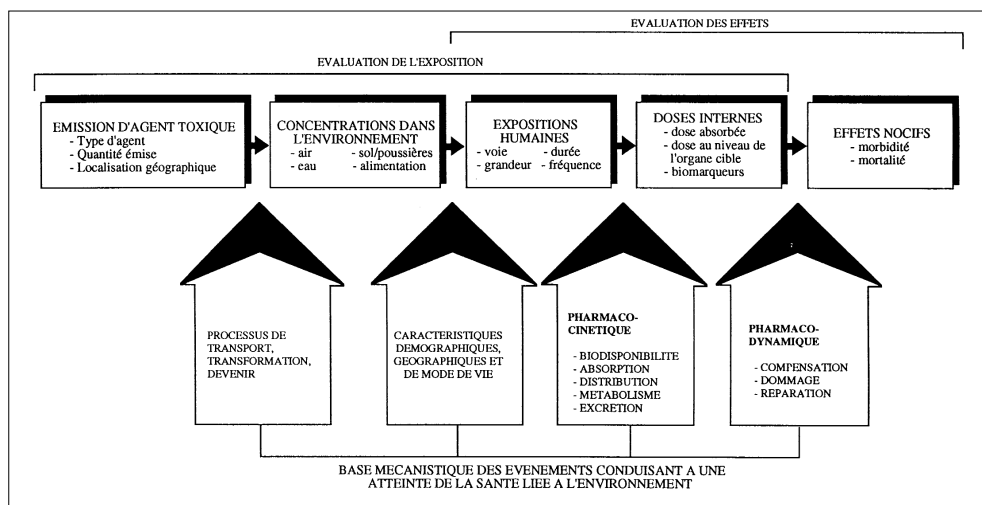 EVALUATION DES EFFETS
EVALUATION DE L'EXPOSITION
EMISSION D'AGENT TOXIQUE
- Type d'agent
- Quantité émise
- Localisation géographique
CONCENTRATIONS DANS
L'ENVIRONNEMENT
- air - sol/poussières
- eau - alimentation
EXPOSITIONS
HUMAINES
- voie - durée
- grandeur - fréquence
DOSES INTERNES
- dose absorbée
- dose au niveau de
l'organe cible
- biomarqueurs
EFFETS NOCIFS
- morbidité
- mortalité
PROCESSUS DE
TRANSPORT,
TRANSFORMATION,
DEVENIR
CARACTERISTIQUES
DEMOGRAPHIQUES,
GEOGRAPHIQUES ET
DE MODE DE VIE
PHARMACO-
CINETIQUE
- BIODISPONIBILITE
- ABSORPTION
- DISTRIBUTION
- METABOLISME
- EXCRETION
PHARMACO-
DYNAMIQUE
- COMPENSATION
- DOMMAGE
- REPARATION
BASE MECANISTIQUE DES EVENEMENTS CONDUISANT A UNE
ATTEINTE DE LA SANTE LIEE A L'ENVIRONNEMENT